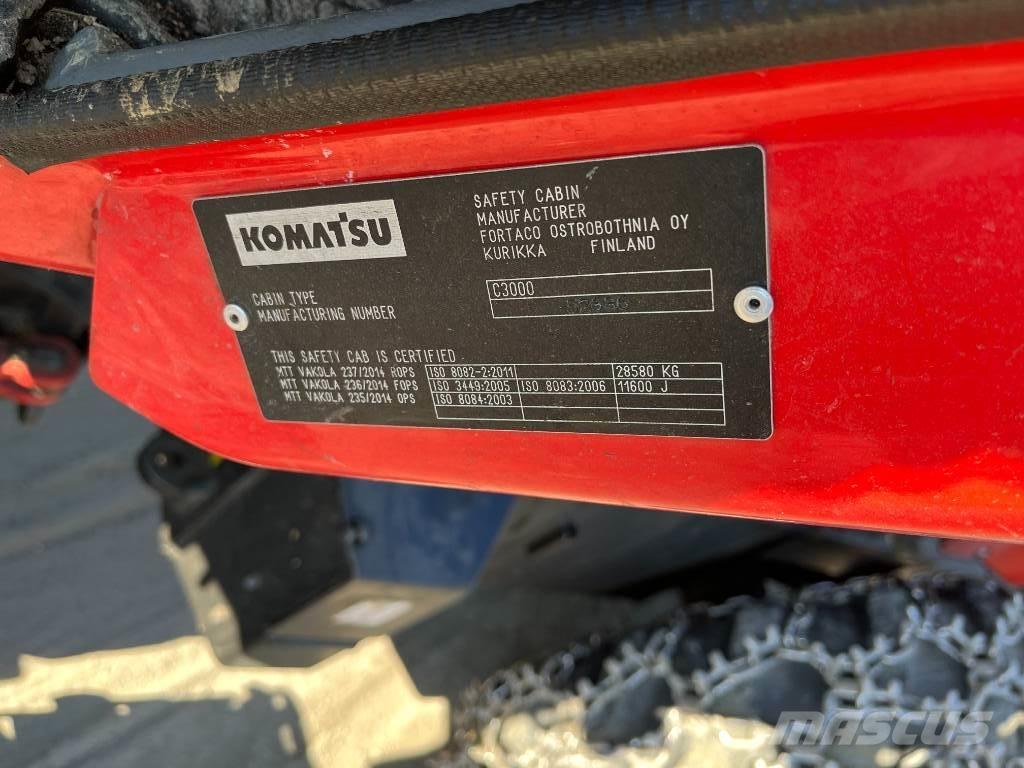 KOMATSU
SAFETY CABIN
MANUFACTURER
FORTACO OSTROBOTHNIA OY
KURIKKA FINLAND
CABIN TYPE C3000
MANUFACTURING NUMBER
THIS SAFETY CAB IS CERTIFIED
MTT VAKOLA 237/2014 ROPS ISO 8082-2:2011 28580 KG
MTT VAKOLA 236/2014 FOPS ISO 3449:2005 ISO 8083:2006 11600 J
MTT VAKOLA 235/2014 OPS ISO 8084:2003
MASCUS